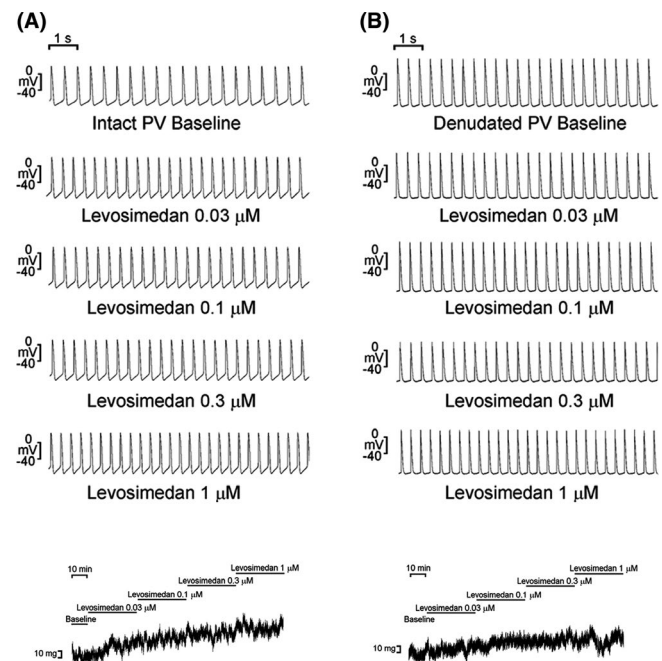 (A)
1 s
0
mV
-40
Intact PV Baseline
0
mV
-40
Levosimedan 0.03 µM
0
mV
-40
Levosimedan 0.1 µM
0
mV
-40
Levosimedan 0.3 µM
0
mV
-40
Levosimedan 1 µM
10 min
Levosimedan 1 µM
Levosimedan 0.3 µM
Levosimedan 0.1 µM
Levosimedan 0.03 µM
Baseline
10 mg
(B)
1 s
0
mV
-40
Denudated PV Baseline
0
mV
-40
Levosimedan 0.03 µM
0
mV
-40
Levosimedan 0.1 µM
0
mV
-40
Levosimedan 0.3 µM
0
mV
-40
Levosimedan 1 µM
10 min
Levosimedan 1 µM
Levosimedan 0.3 µM
Levosimedan 0.1 µM
Levosimedan 0.03 µM
Baseline
10 mg